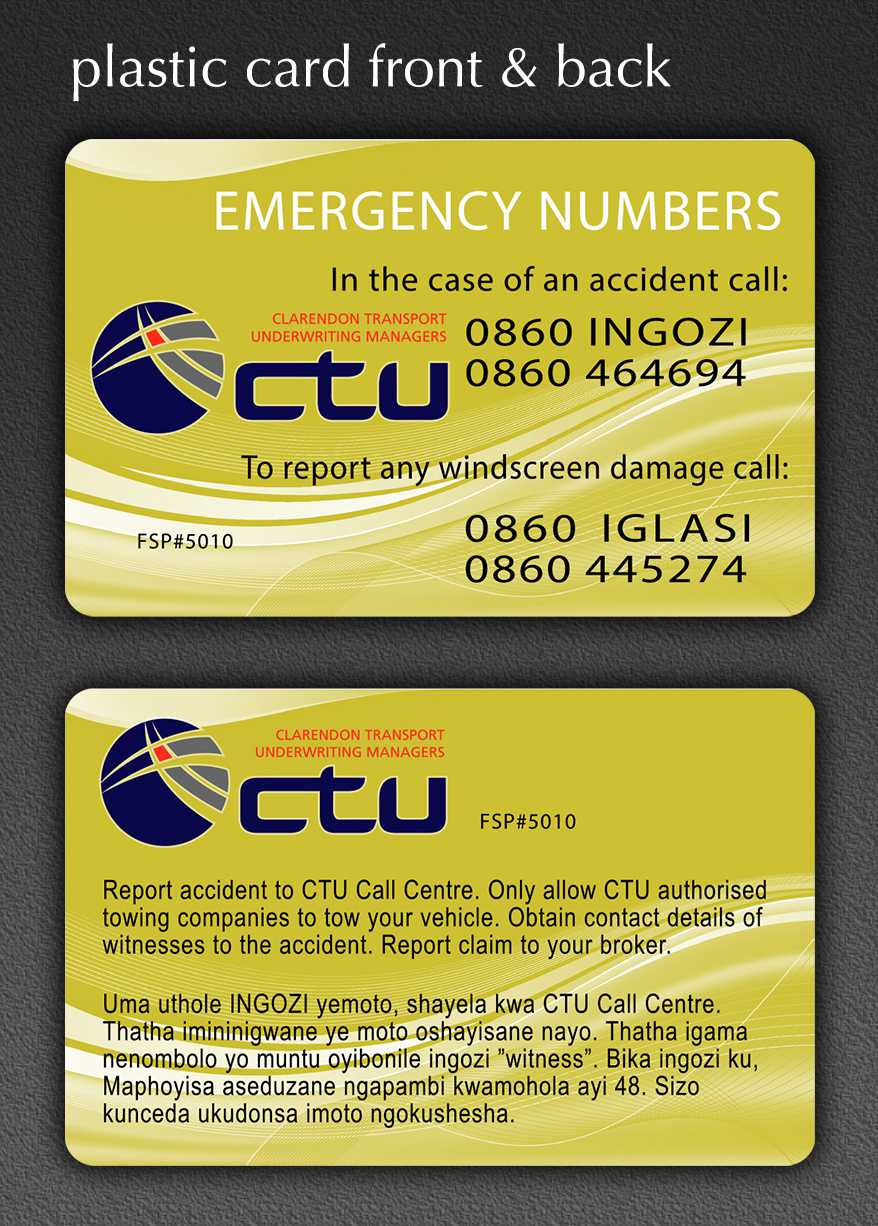 plastic card front & back
EMERGENCY NUMBERS
In the case of an accident call:
CLARENDON TRANSPORT
UNDERWRITING MANAGERS
ctu
0860 INGOZI
0860 464694
To report any windscreen damage call:
FSP#5010
0860 IGLASI
0860 445274
CLARENDON TRANSPORT
UNDERWRITING MANAGERS
ctu
FSP#5010
Report accident to CTU Call Centre. Only allow CTU authorised
towing companies to tow your vehicle. Obtain contact details of
witnesses to the accident. Report claim to your broker.
Uma uthole INGOZI yemoto, shayela kwa CTU Call Centre.
Thatha imininigwane ye moto oshayisane nayo. Thatha igama
nenombolo yo muntu oyibonile ingozi ”witness”. Bika ingozi ku,
Maphoyisa aseduzane ngapambi kwamohola ayi 48. Sizo
kunceda ukudonsa imoto ngokushesha.